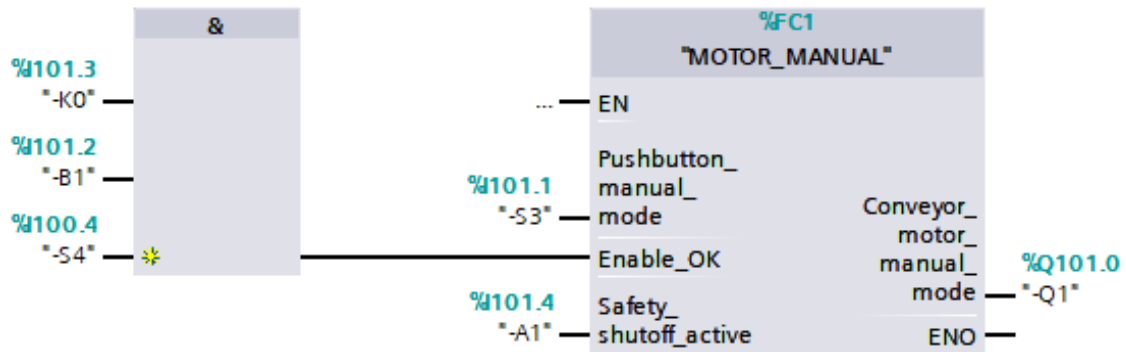 &
%I101.3
"-K0"
%I101.2
"-B1"
%I100.4
"-S4"
%FC1
"MOTOR_MANUAL"
... EN
Pushbutton_
manual_
mode
%I101.1
"-S3"
Enable_OK
%I101.4
"-A1"
Safety_
shutoff_active
Conveyor_
motor_
manual_
mode
%Q101.0
"-Q1"
ENO